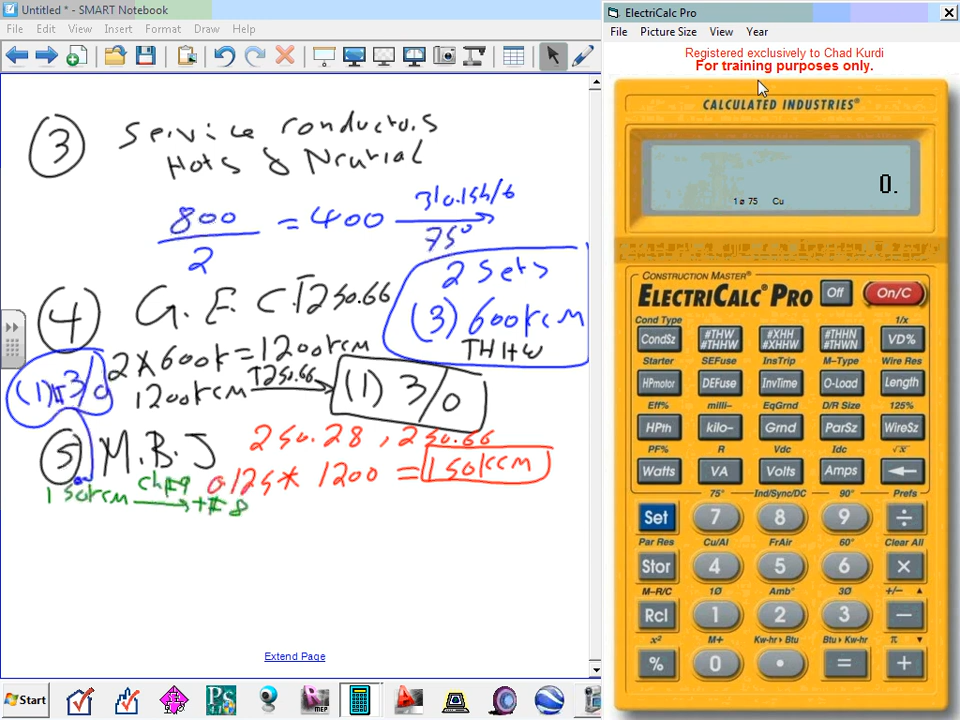 Untitled * - SMART Notebook
File Edit View Insert Format Draw Help
3 Service conductors
Hots & Neutral
800 / 2 = 400 310.15b/6
75°
2 Sets
(3) 600kcm
THHW
4 G.E.C. T250.66
2X600k = 1200kcm
1200kcm T250.66 (1) 3/0
(1)#3/0
5 M.B.J 250.28, 250.66
0.125* 1200 = 150kcm
150kcm ch#9 T#8
Extend Page
Start
ElectriCalc Pro
File Picture Size View Year
Registered exclusively to Chad Kurdi
For training purposes only.
CALCULATED INDUSTRIES®
0.
1ø 75 Cu
CONSTRUCTION MASTER®
ELECTRICALC® PRO Off On/C
Cond Type 1/x
CondSz #THW #THHW #XHH #XHHW #THHN #THWN VD%
Starter SEFuse InsTrip M-Type Wire Res
HPmotor DEFuse InvTime O-Load Length
Eff% milli– EqGrnd D/R Size 125%
HPth kilo– Grnd ParSz WireSz
PF% R Vdc Idc √x
Watts VA Volts Amps
75° Ind/Sync/DC 90° Prefs
Set 7 8 9 ÷
Par Res Cu/Al FrAir 60° Clear All
Stor 4 5 6 ×
M-R/C 1Ø Amb° 3Ø +/–
Rcl 1 2 3 –
x² M+ Kw-hr▸Btu Btu▸Kw-hr π
% 0 • = +